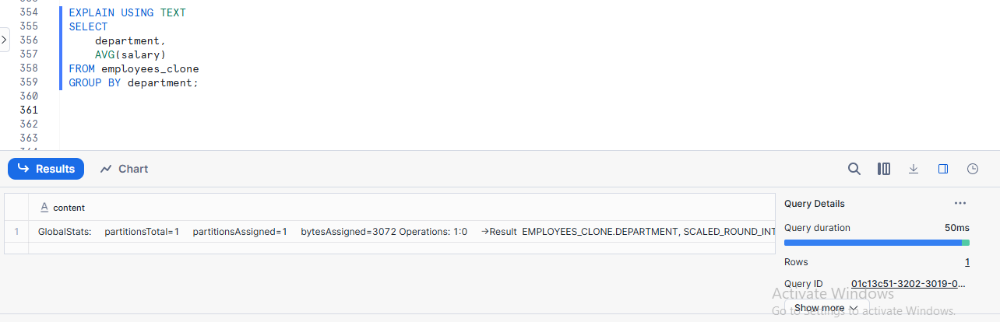 354 EXPLAIN USING TEXT
355 SELECT
356 department,
357 AVG(salary)
358 FROM employees_clone
359 GROUP BY department;
360
361
362
363
Results Chart
content
1 GlobalStats: partitionsTotal=1 partitionsAssigned=1 bytesAssigned=3072 Operations: 1:0 ->Result EMPLOYEES_CLONE.DEPARTMENT, SCALED_ROUND_INT
Query Details ...
Query duration 50ms
Rows 1
Query ID 01c13c51-3202-3019-0...
Show more
Activate Windows
Go to Settings to activate Windows.